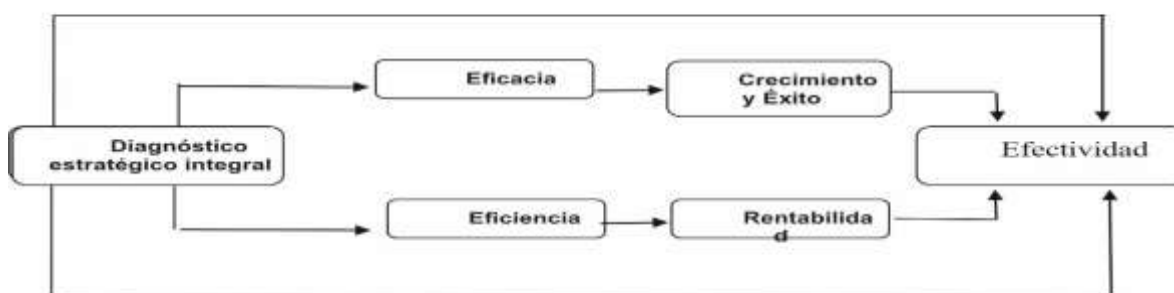 Eficacia
Crecimiento
y Éxito
Diagnóstico
estratégico integral
Efectividad
Eficiencia
Rentabilida
d